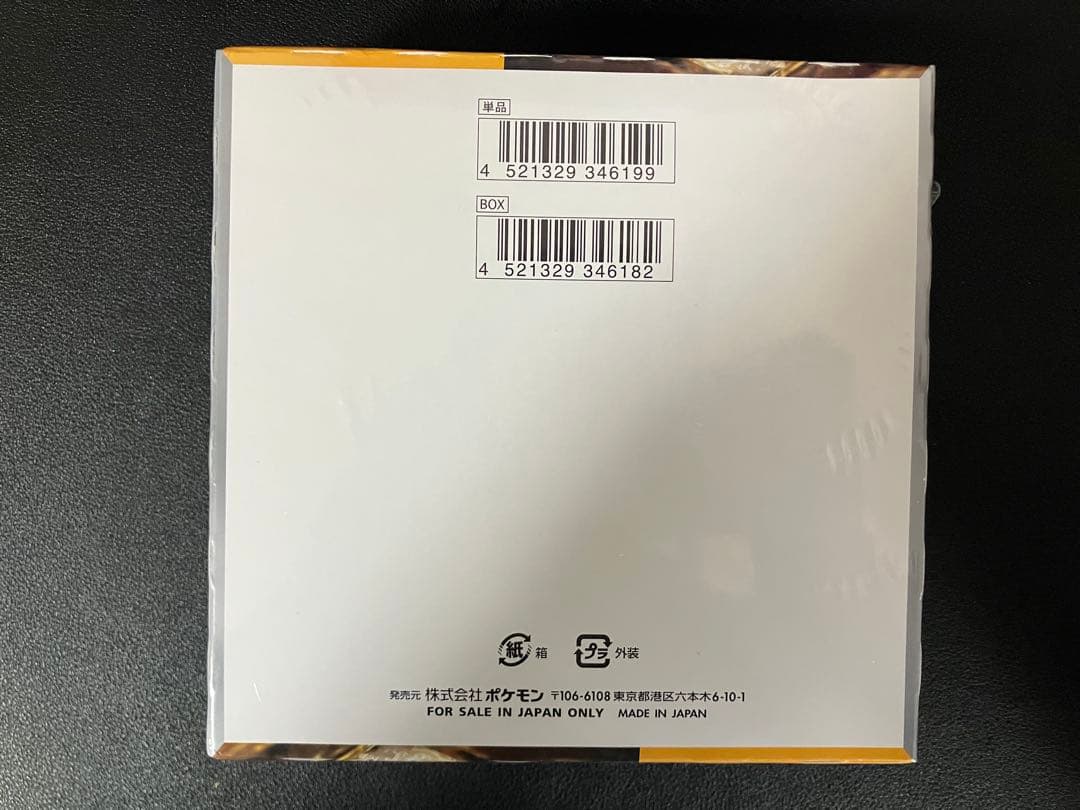 単品
4 521329 346199
BOX
4 521329 346182
紙 箱 プラ 外装
発売元 株式会社 ポケモン 〒106-6108 東京都港区六本木6-10-1
FOR SALE IN JAPAN ONLY MADE IN JAPAN